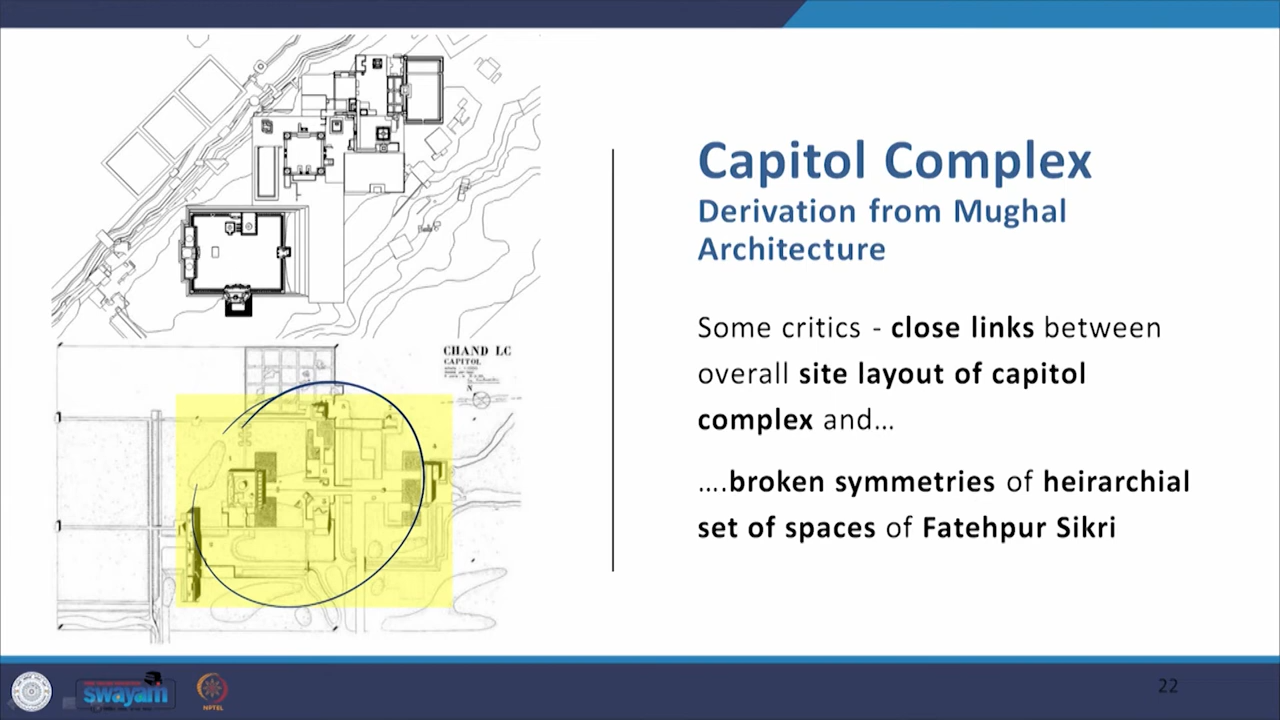 Capitol Complex
Derivation from Mughal
Architecture
Some critics - close links between
overall site layout of capitol
complex and...
....broken symmetries of heirarchial
set of spaces of Fatehpur Sikri
CHAND LC
CAPITOL
N
swayam
NPTEL
22